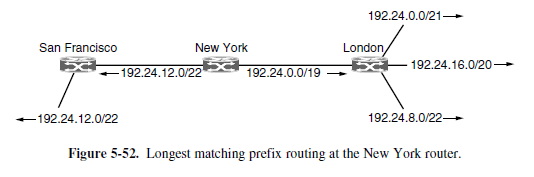 192.24.0.0/21
San Francisco
New York
London
192.24.12.0/22
192.24.0.0/19
192.24.16.0/20
192.24.12.0/22
192.24.8.0/22
Figure 5-52. Longest matching prefix routing at the New York router.